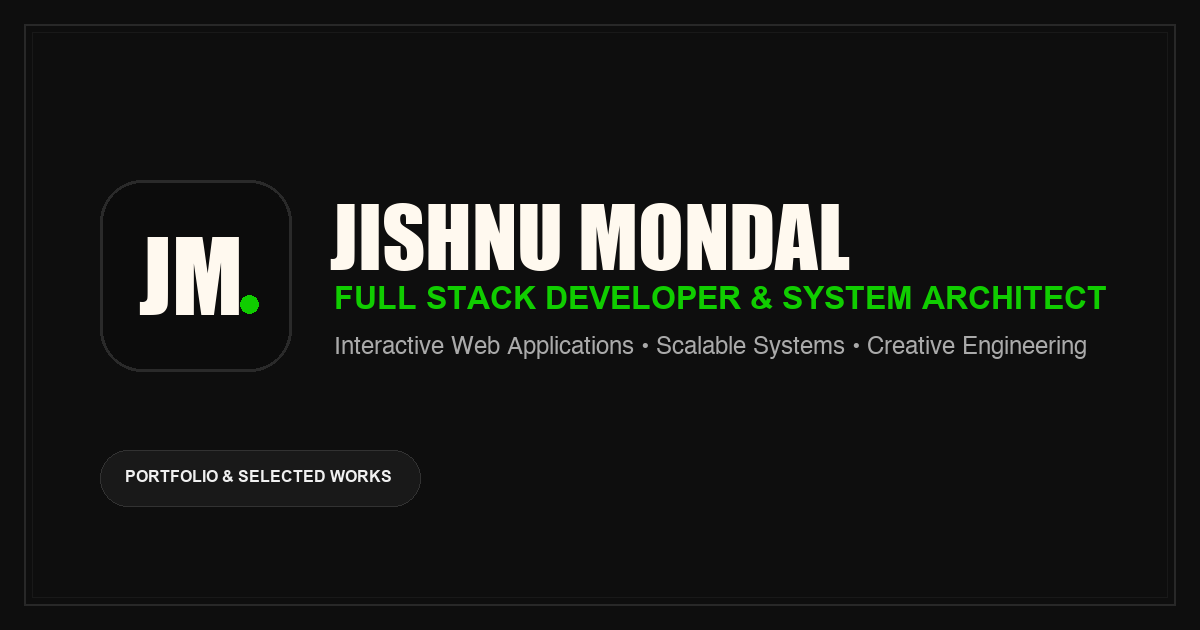 JM.
JISHNU MONDAL
FULL STACK DEVELOPER & SYSTEM ARCHITECT
Interactive Web Applications • Scalable Systems • Creative Engineering
PORTFOLIO & SELECTED WORKS